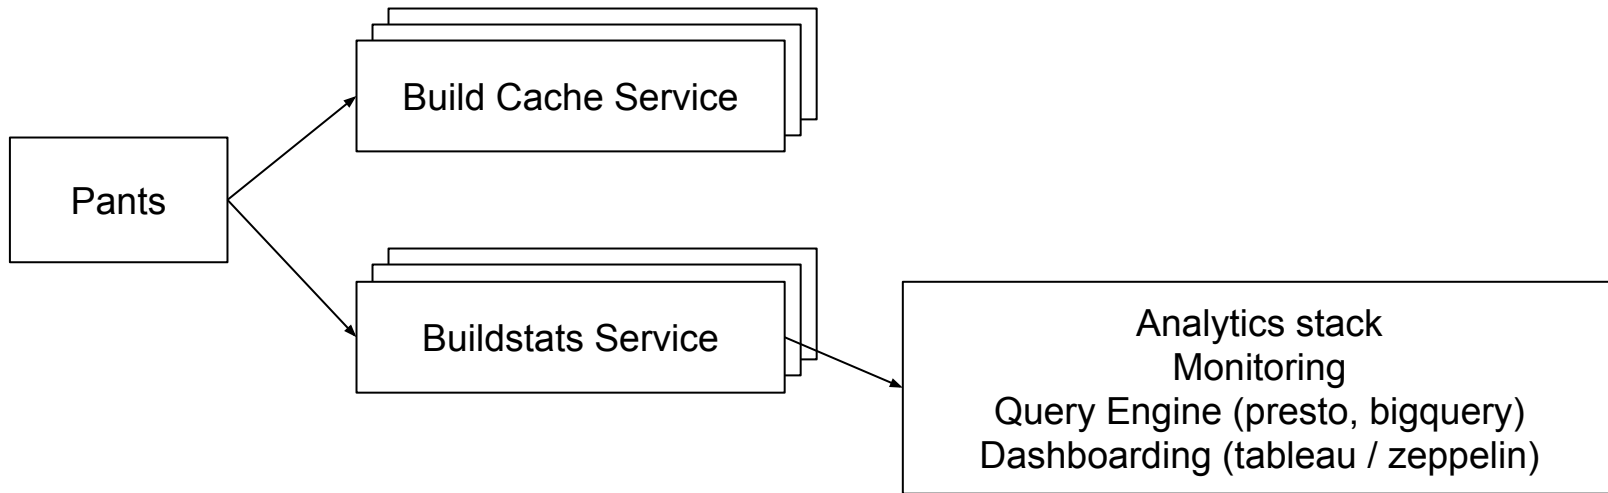 Build Cache Service
Pants
Buildstats Service
Analytics stack
Monitoring
Query Engine (presto, bigquery)
Dashboarding (tableau / zeppelin)